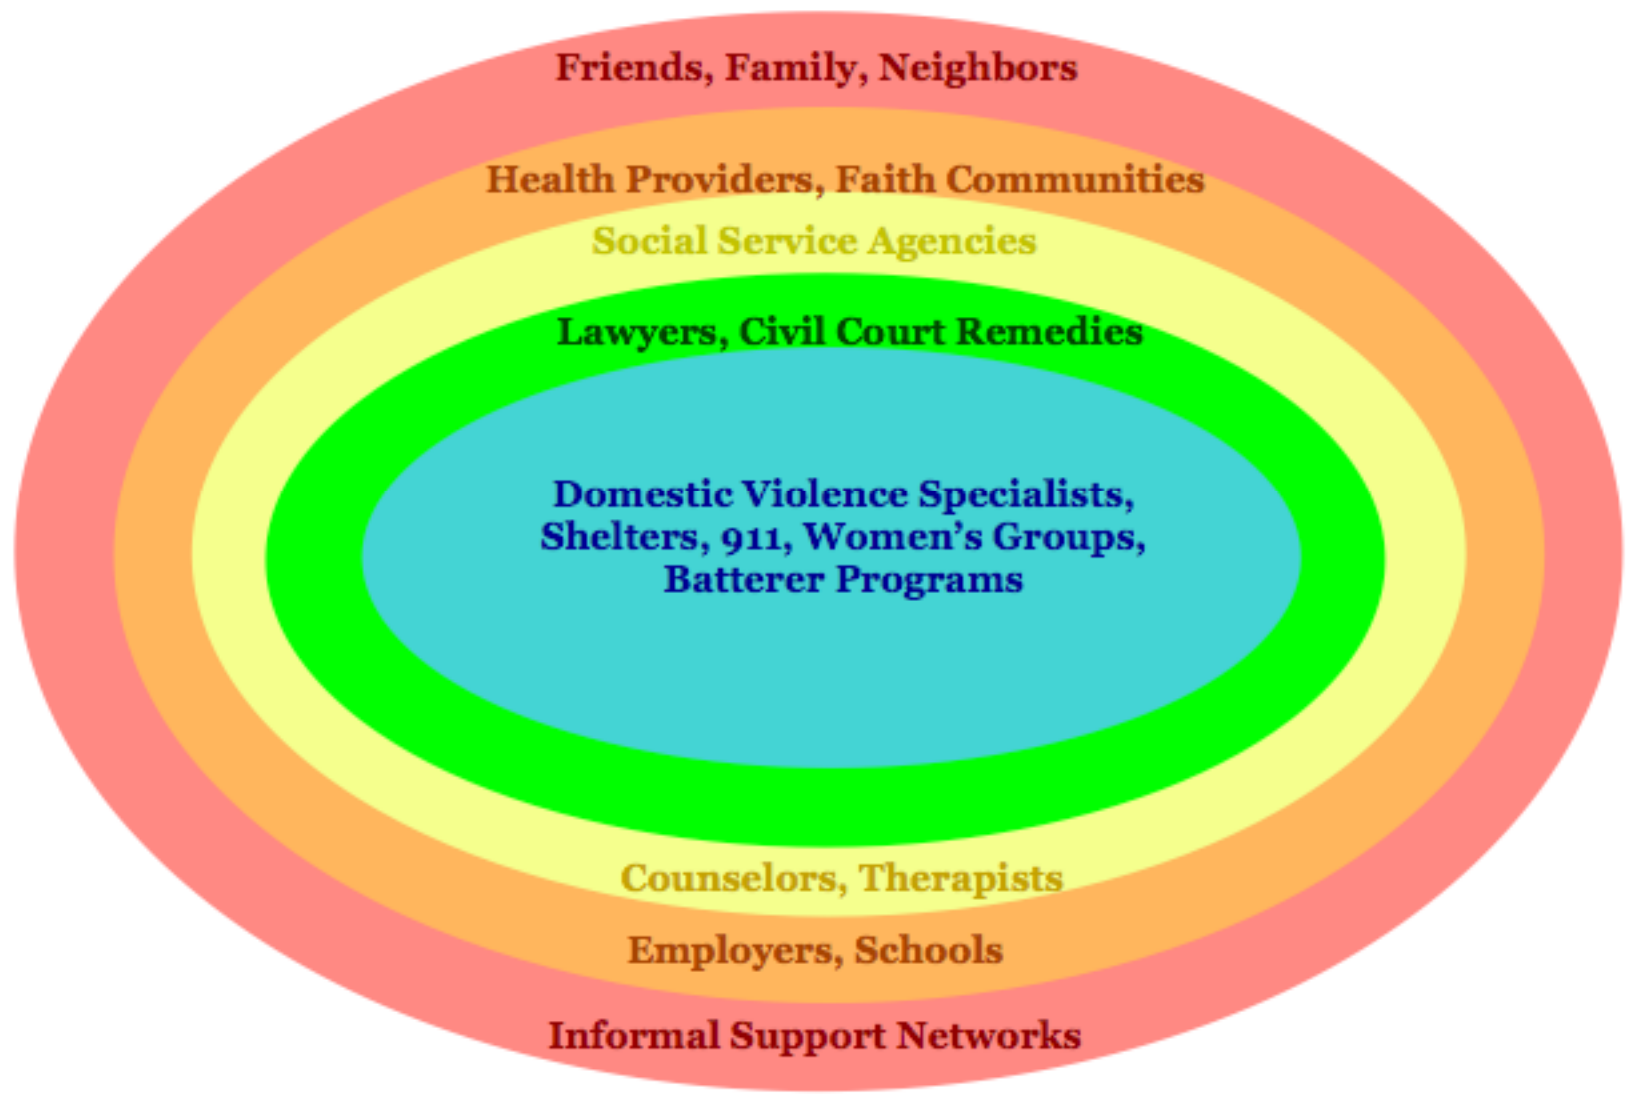 Friends, Family, Neighbors
Health Providers, Faith Communities
Social Service Agencies
Lawyers, Civil Court Remedies
Domestic Violence Specialists,
Shelters, 911, Women’s Groups,
Batterer Programs
Counselors, Therapists
Employers, Schools
Informal Support Networks